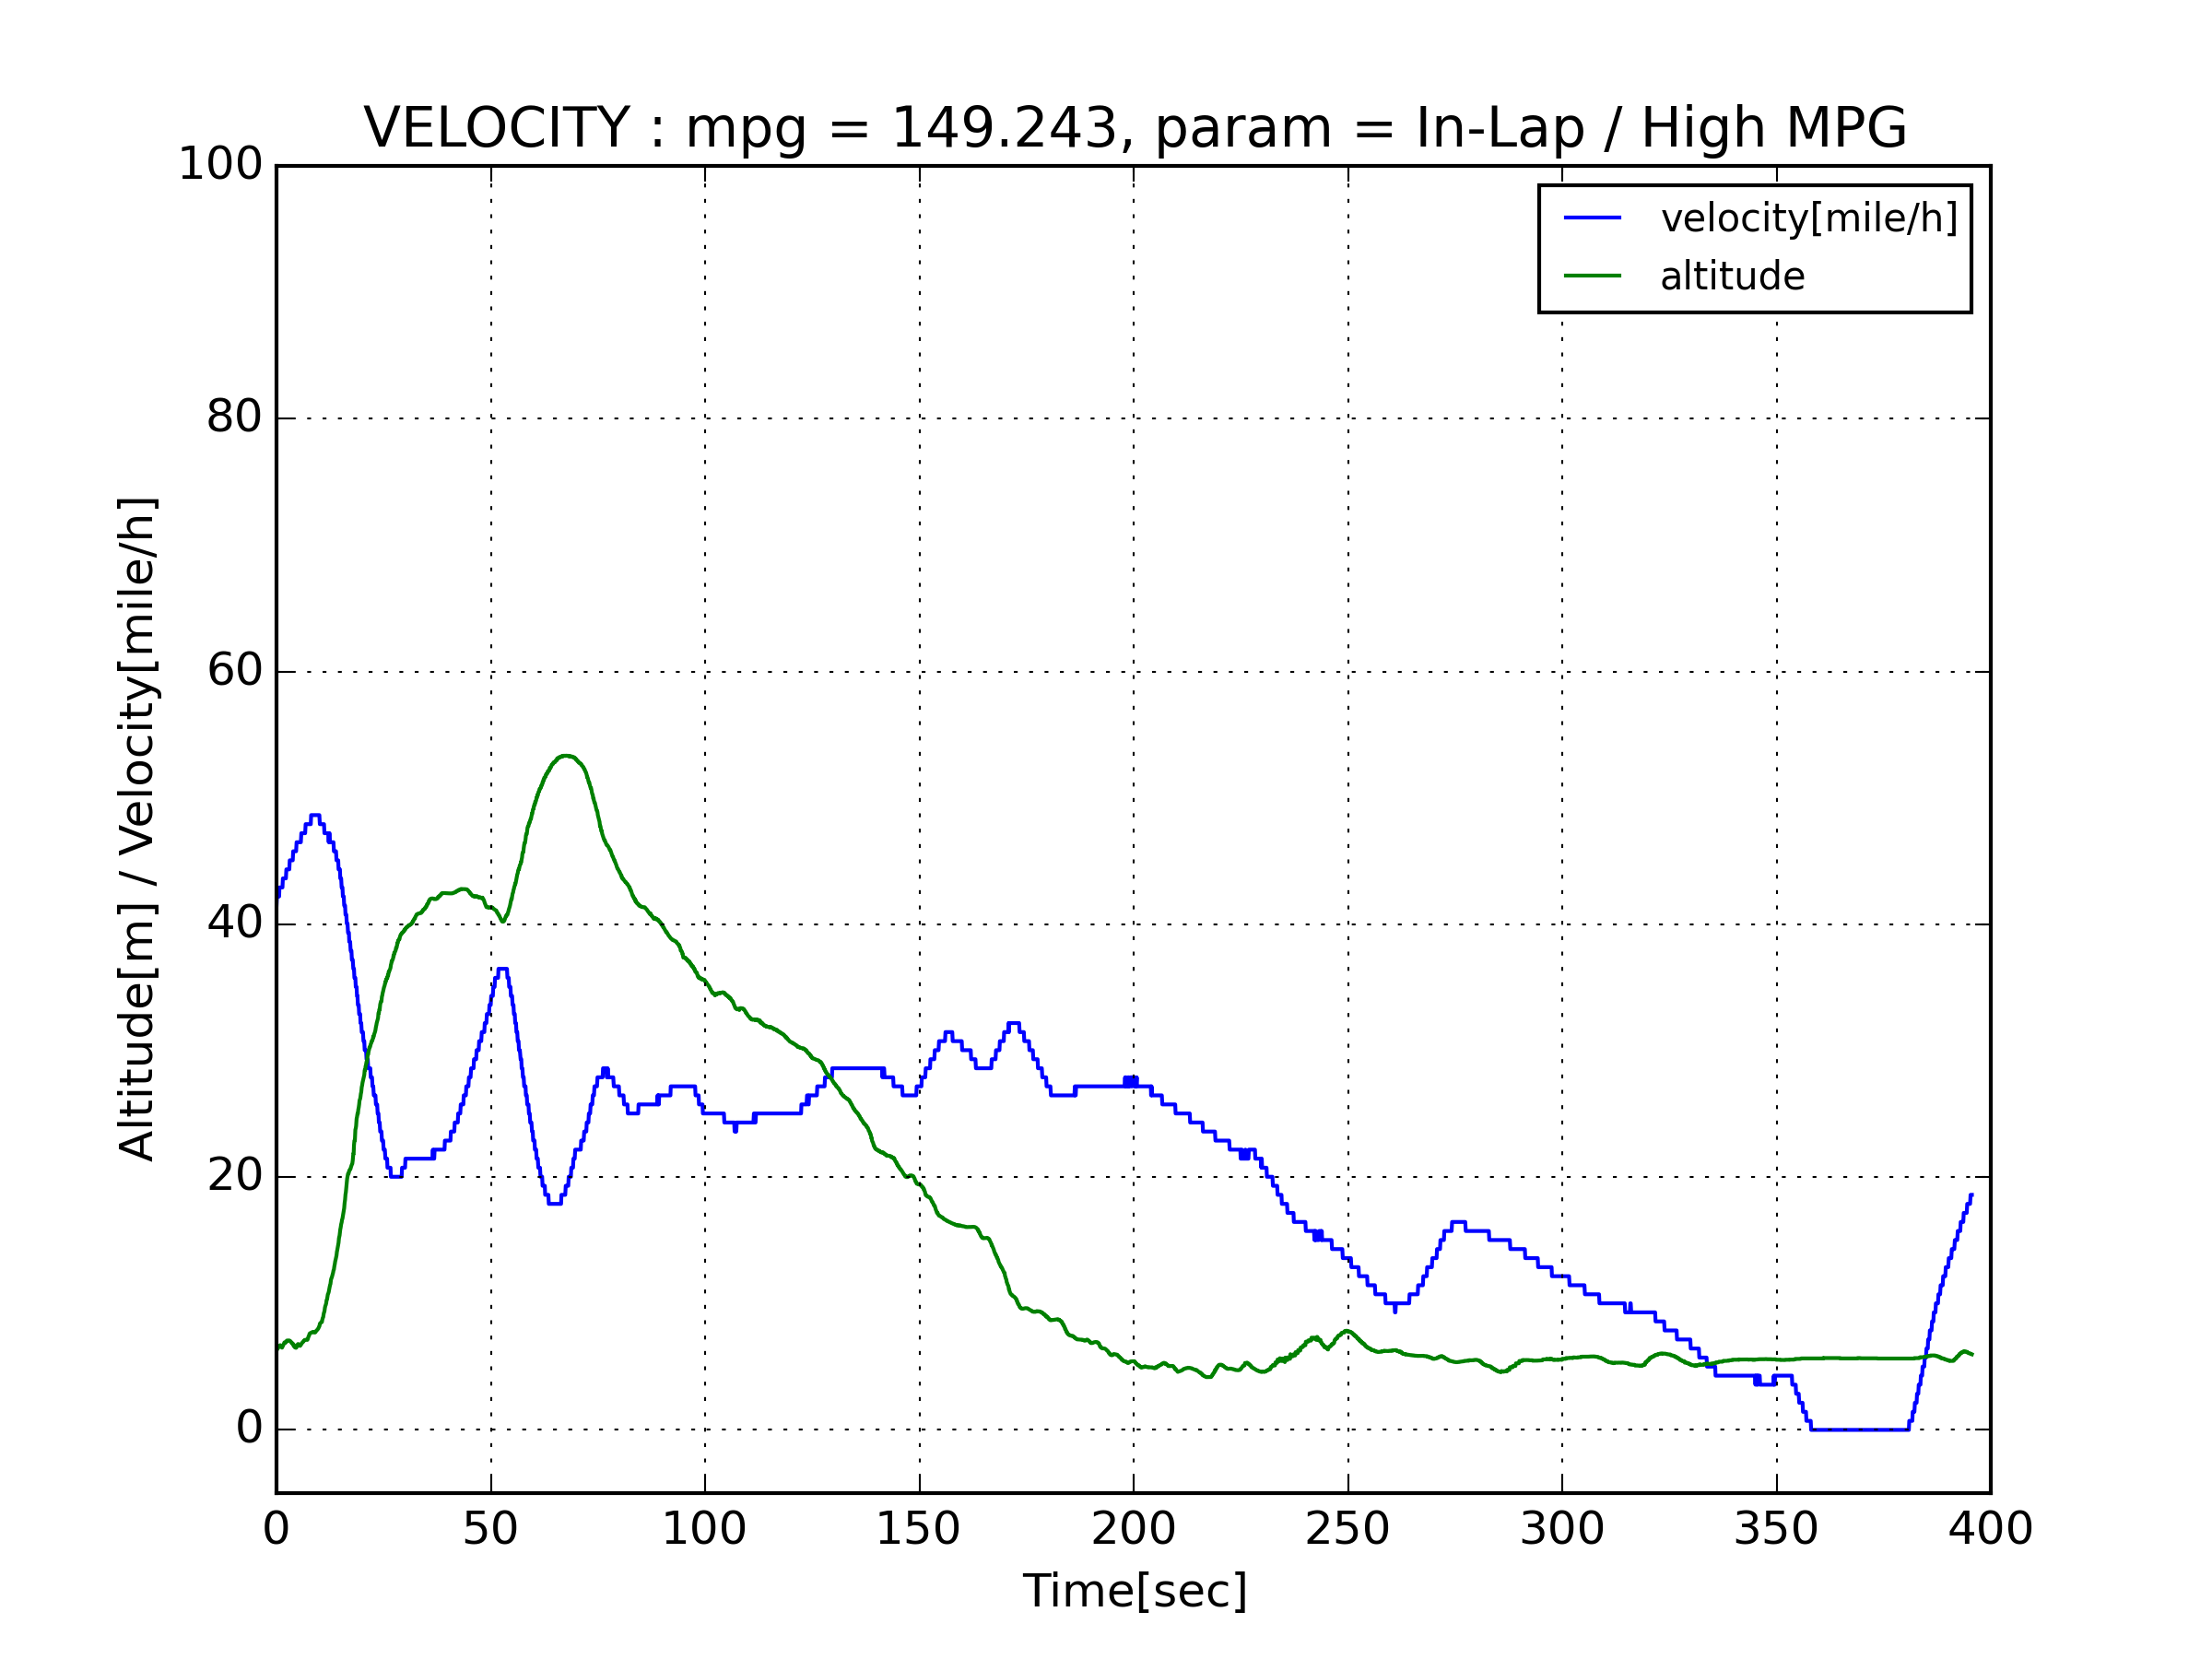 VELOCITY : mpg = 149.243, param = In-Lap / High MPG
velocity[mile/h]
altitude
Altitude[m] / Velocity[mile/h]
100
80
60
40
20
0
0 50 100 150 200 250 300 350 400
Time[sec]